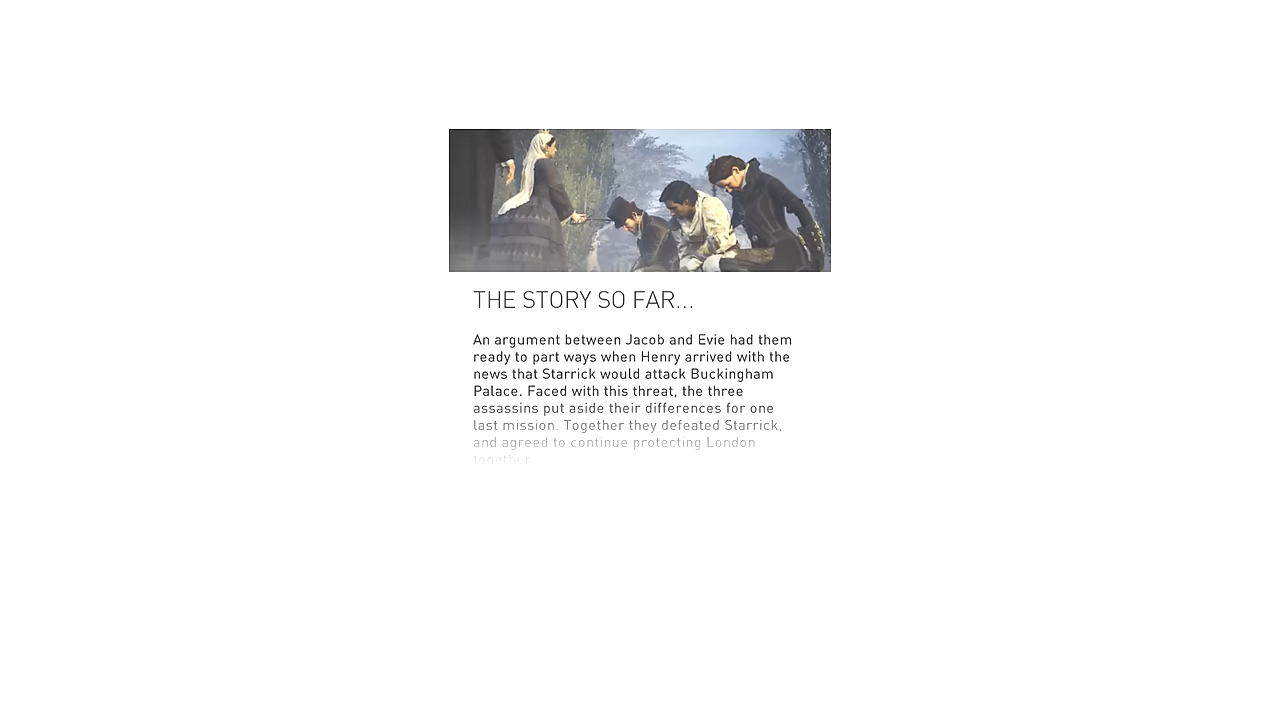 THE STORY SO FAR...
An argument between Jacob and Evie had them
ready to part ways when Henry arrived with the
news that Starrick would attack Buckingham
Palace. Faced with this threat, the three
assassins put aside their differences for one
last mission. Together they defeated Starrick,
and agreed to continue protecting London
together